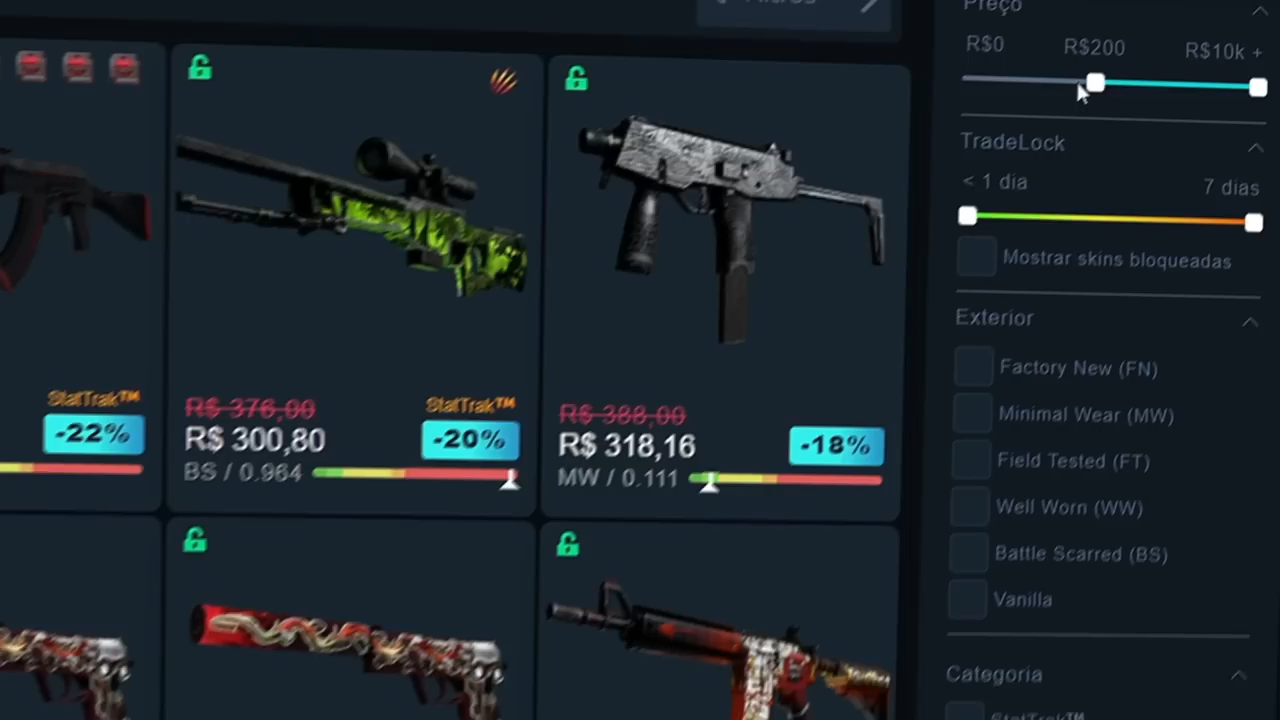 Filtros
StatTrak™
-22%
R$ 376,00
StatTrak™
R$ 300,80
-20%
BS / 0.964
R$ 388,00
R$ 318,16
-18%
MW / 0.111
Preço
R$0
R$200
R$10k +
TradeLock
< 1 dia
7 dias
Mostrar skins bloqueadas
Exterior
Factory New (FN)
Minimal Wear (MW)
Field Tested (FT)
Well Worn (WW)
Battle Scarred (BS)
Vanilla
Categoria
StatTrak™